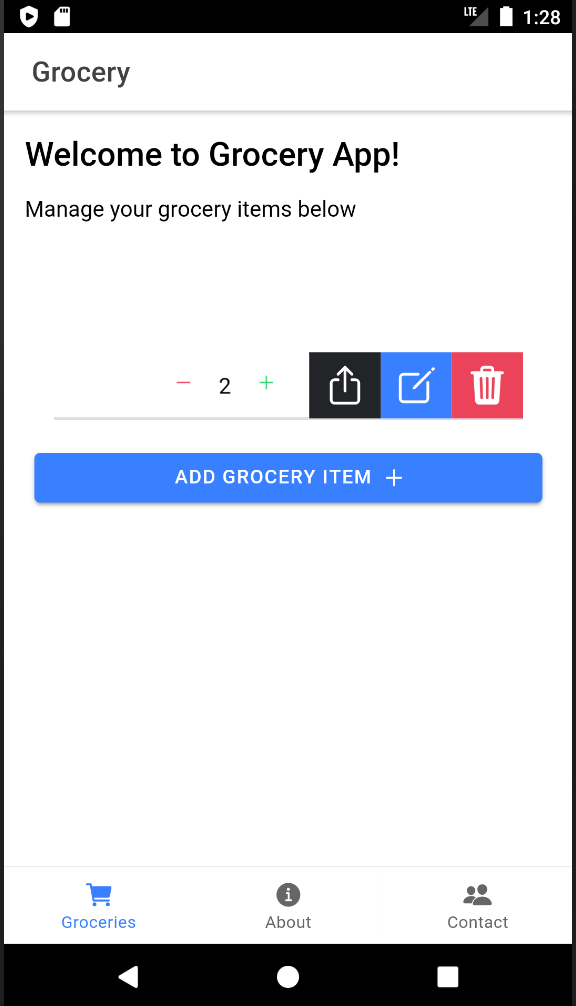 LTE 1:28
Grocery
Welcome to Grocery App!
Manage your grocery items below
− 2 +
ADD GROCERY ITEM +
Groceries About Contact